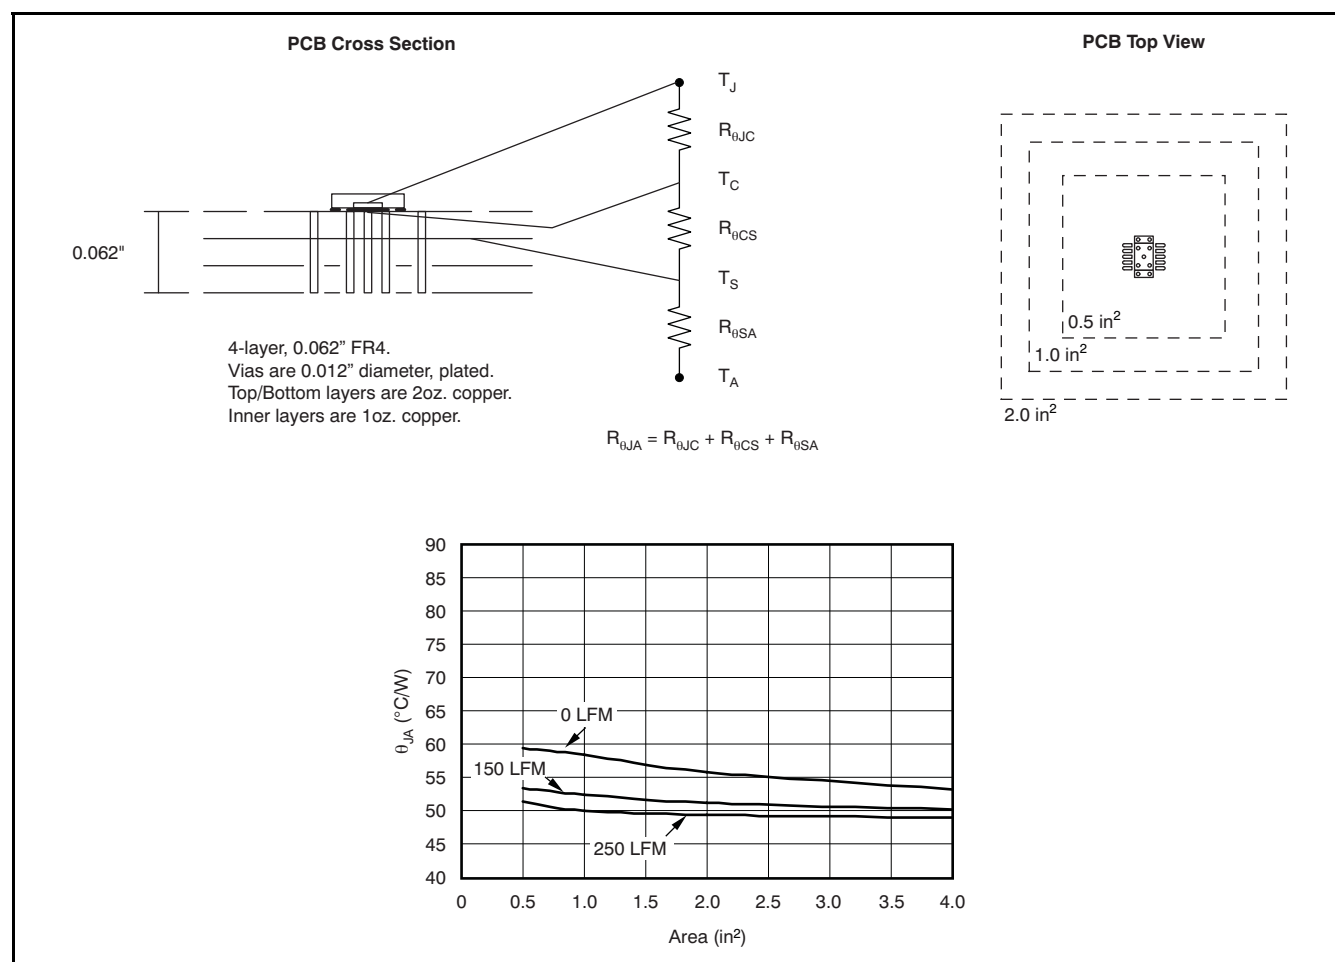 PCB Cross Section
PCB Top View
T_J
R_θJC
T_C
R_θCS
T_S
R_θSA
T_A
0.062"
4-layer, 0.062” FR4.
Vias are 0.012” diameter, plated.
Top/Bottom layers are 2oz. copper.
Inner layers are 1oz. copper.
R_θJA = R_θJC + R_θCS + R_θSA
0.5 in²
1.0 in²
2.0 in²
90
85
80
75
70
65
60
55
50
45
40
θ_JA (°C/W)
0 LFM
150 LFM
250 LFM
0 0.5 1.0 1.5 2.0 2.5 3.0 3.5 4.0
Area (in²)